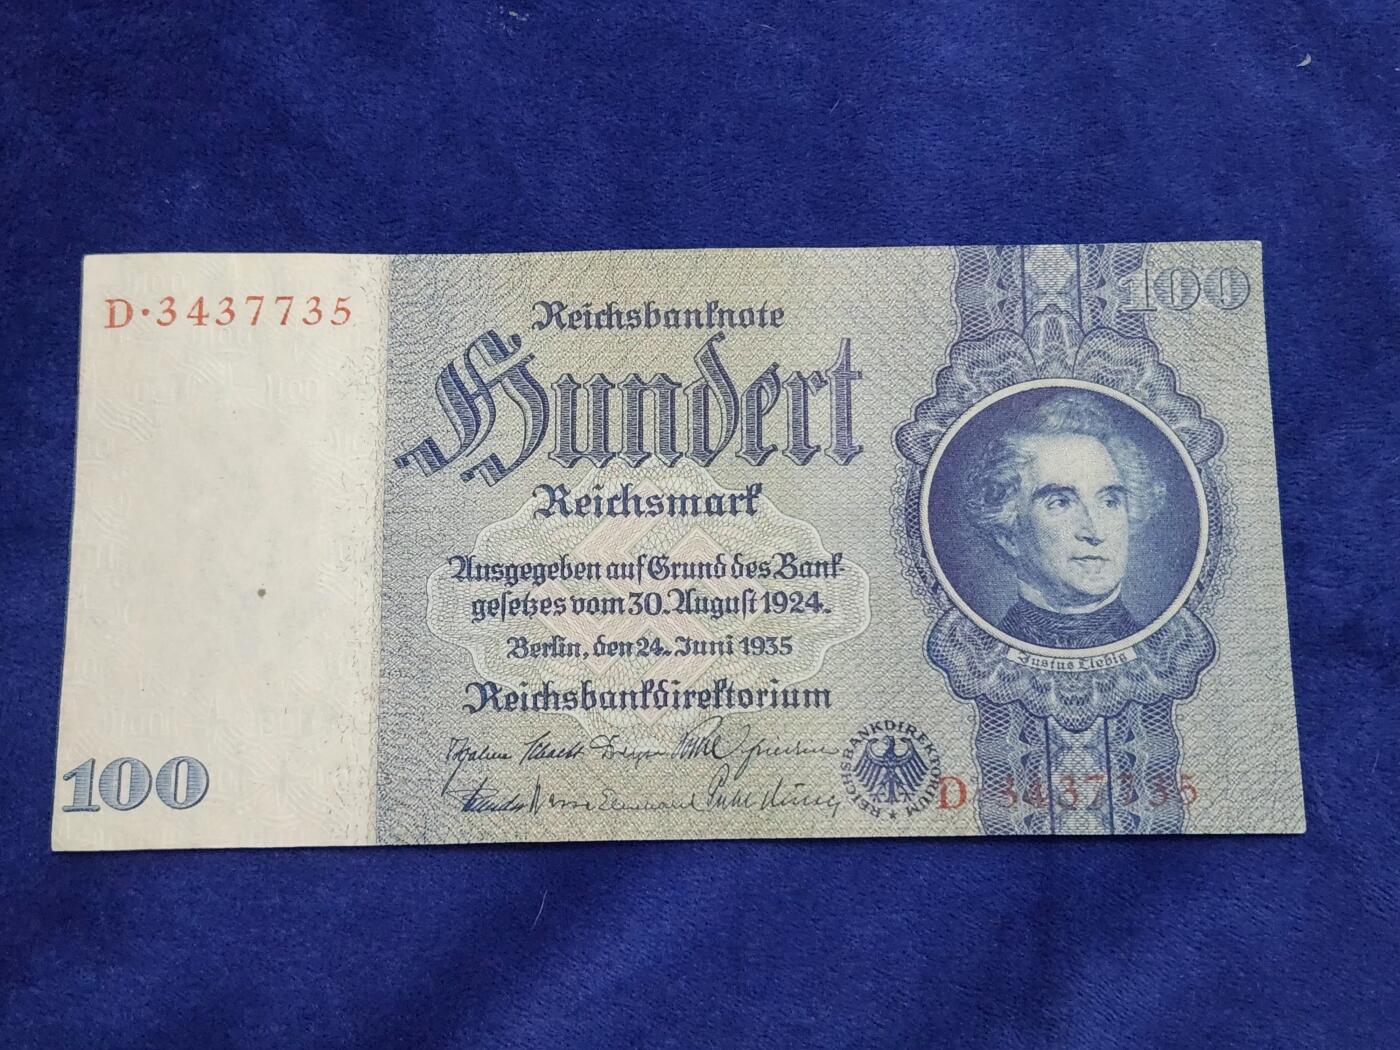 D·3437735
100
Reichsbanknote
Hundert
Reichsmark
Ausgegeben auf Grund des Bank-
gesetzes vom 30. August 1924.
Berlin, den 24. Juni 1935
Reichsbankdirektorium
REICHSBANKDIREKTORIUM
Justus Liebig
D·3437735
100